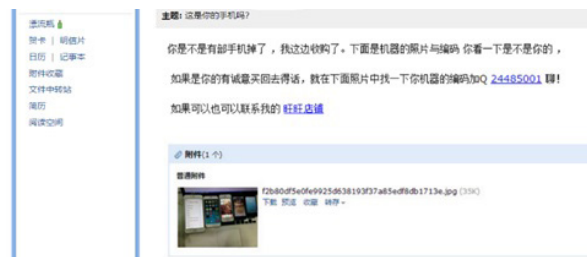 漂流瓶
贺卡 | 明信片
日历 | 记事本
附件收藏
文件中转站
简历
阅读空间
主题: 这是你的手机吗?
你是不是有部手机掉了 , 我这边收购了。下面是机器的照片与编码 你看一下是不是你的 ,
如果是你的有诚意买回去得话 , 就在下面照片中找一下你机器的编码加Q 24485001 聊!
如果可以也可以联系我的 旺旺店铺
附件(1 个)
普通附件
f2b80df5e0fe9925d638193f37a85edf8db1713e.jpg (35K)
下载 预览 收藏 转存